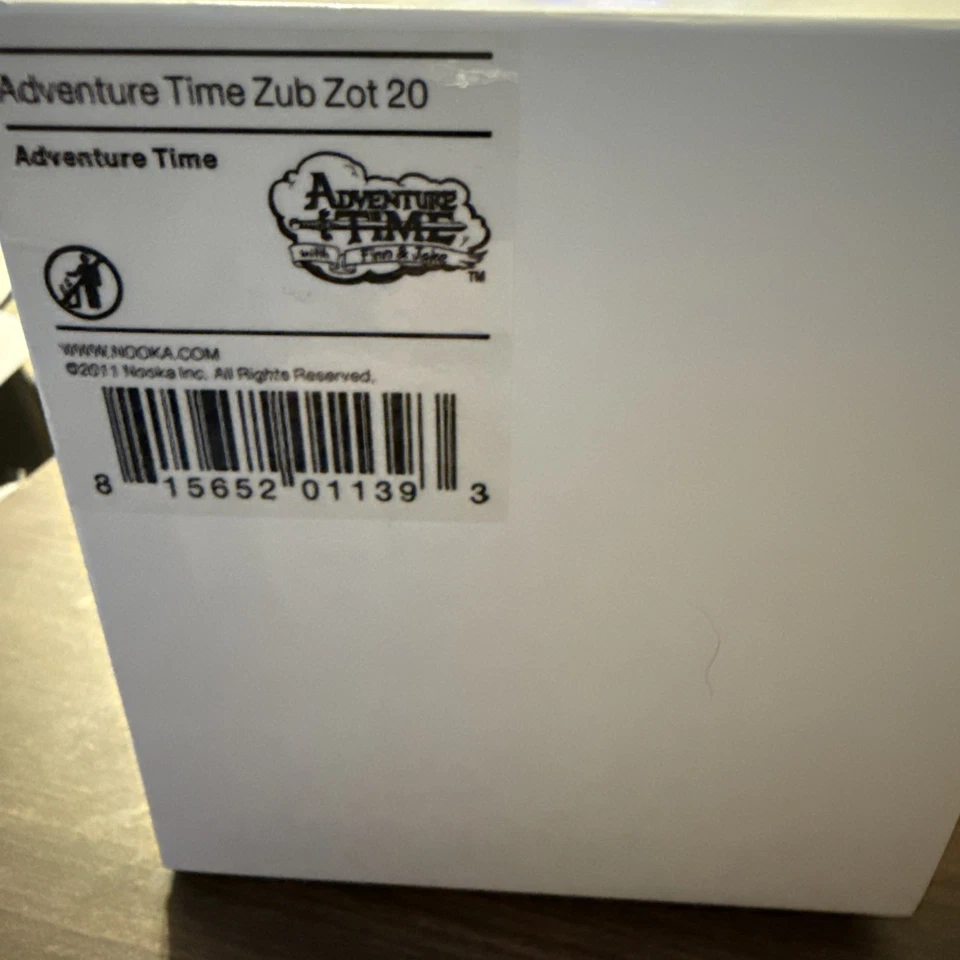 Adventure Time Zub Zot 20
Adventure Time
ADVENTURE
TIME
with Finn & Jake
TM
WWW.NOOKA.COM
©2011 Nooka Inc. All Rights Reserved.
8 15652 01139 3